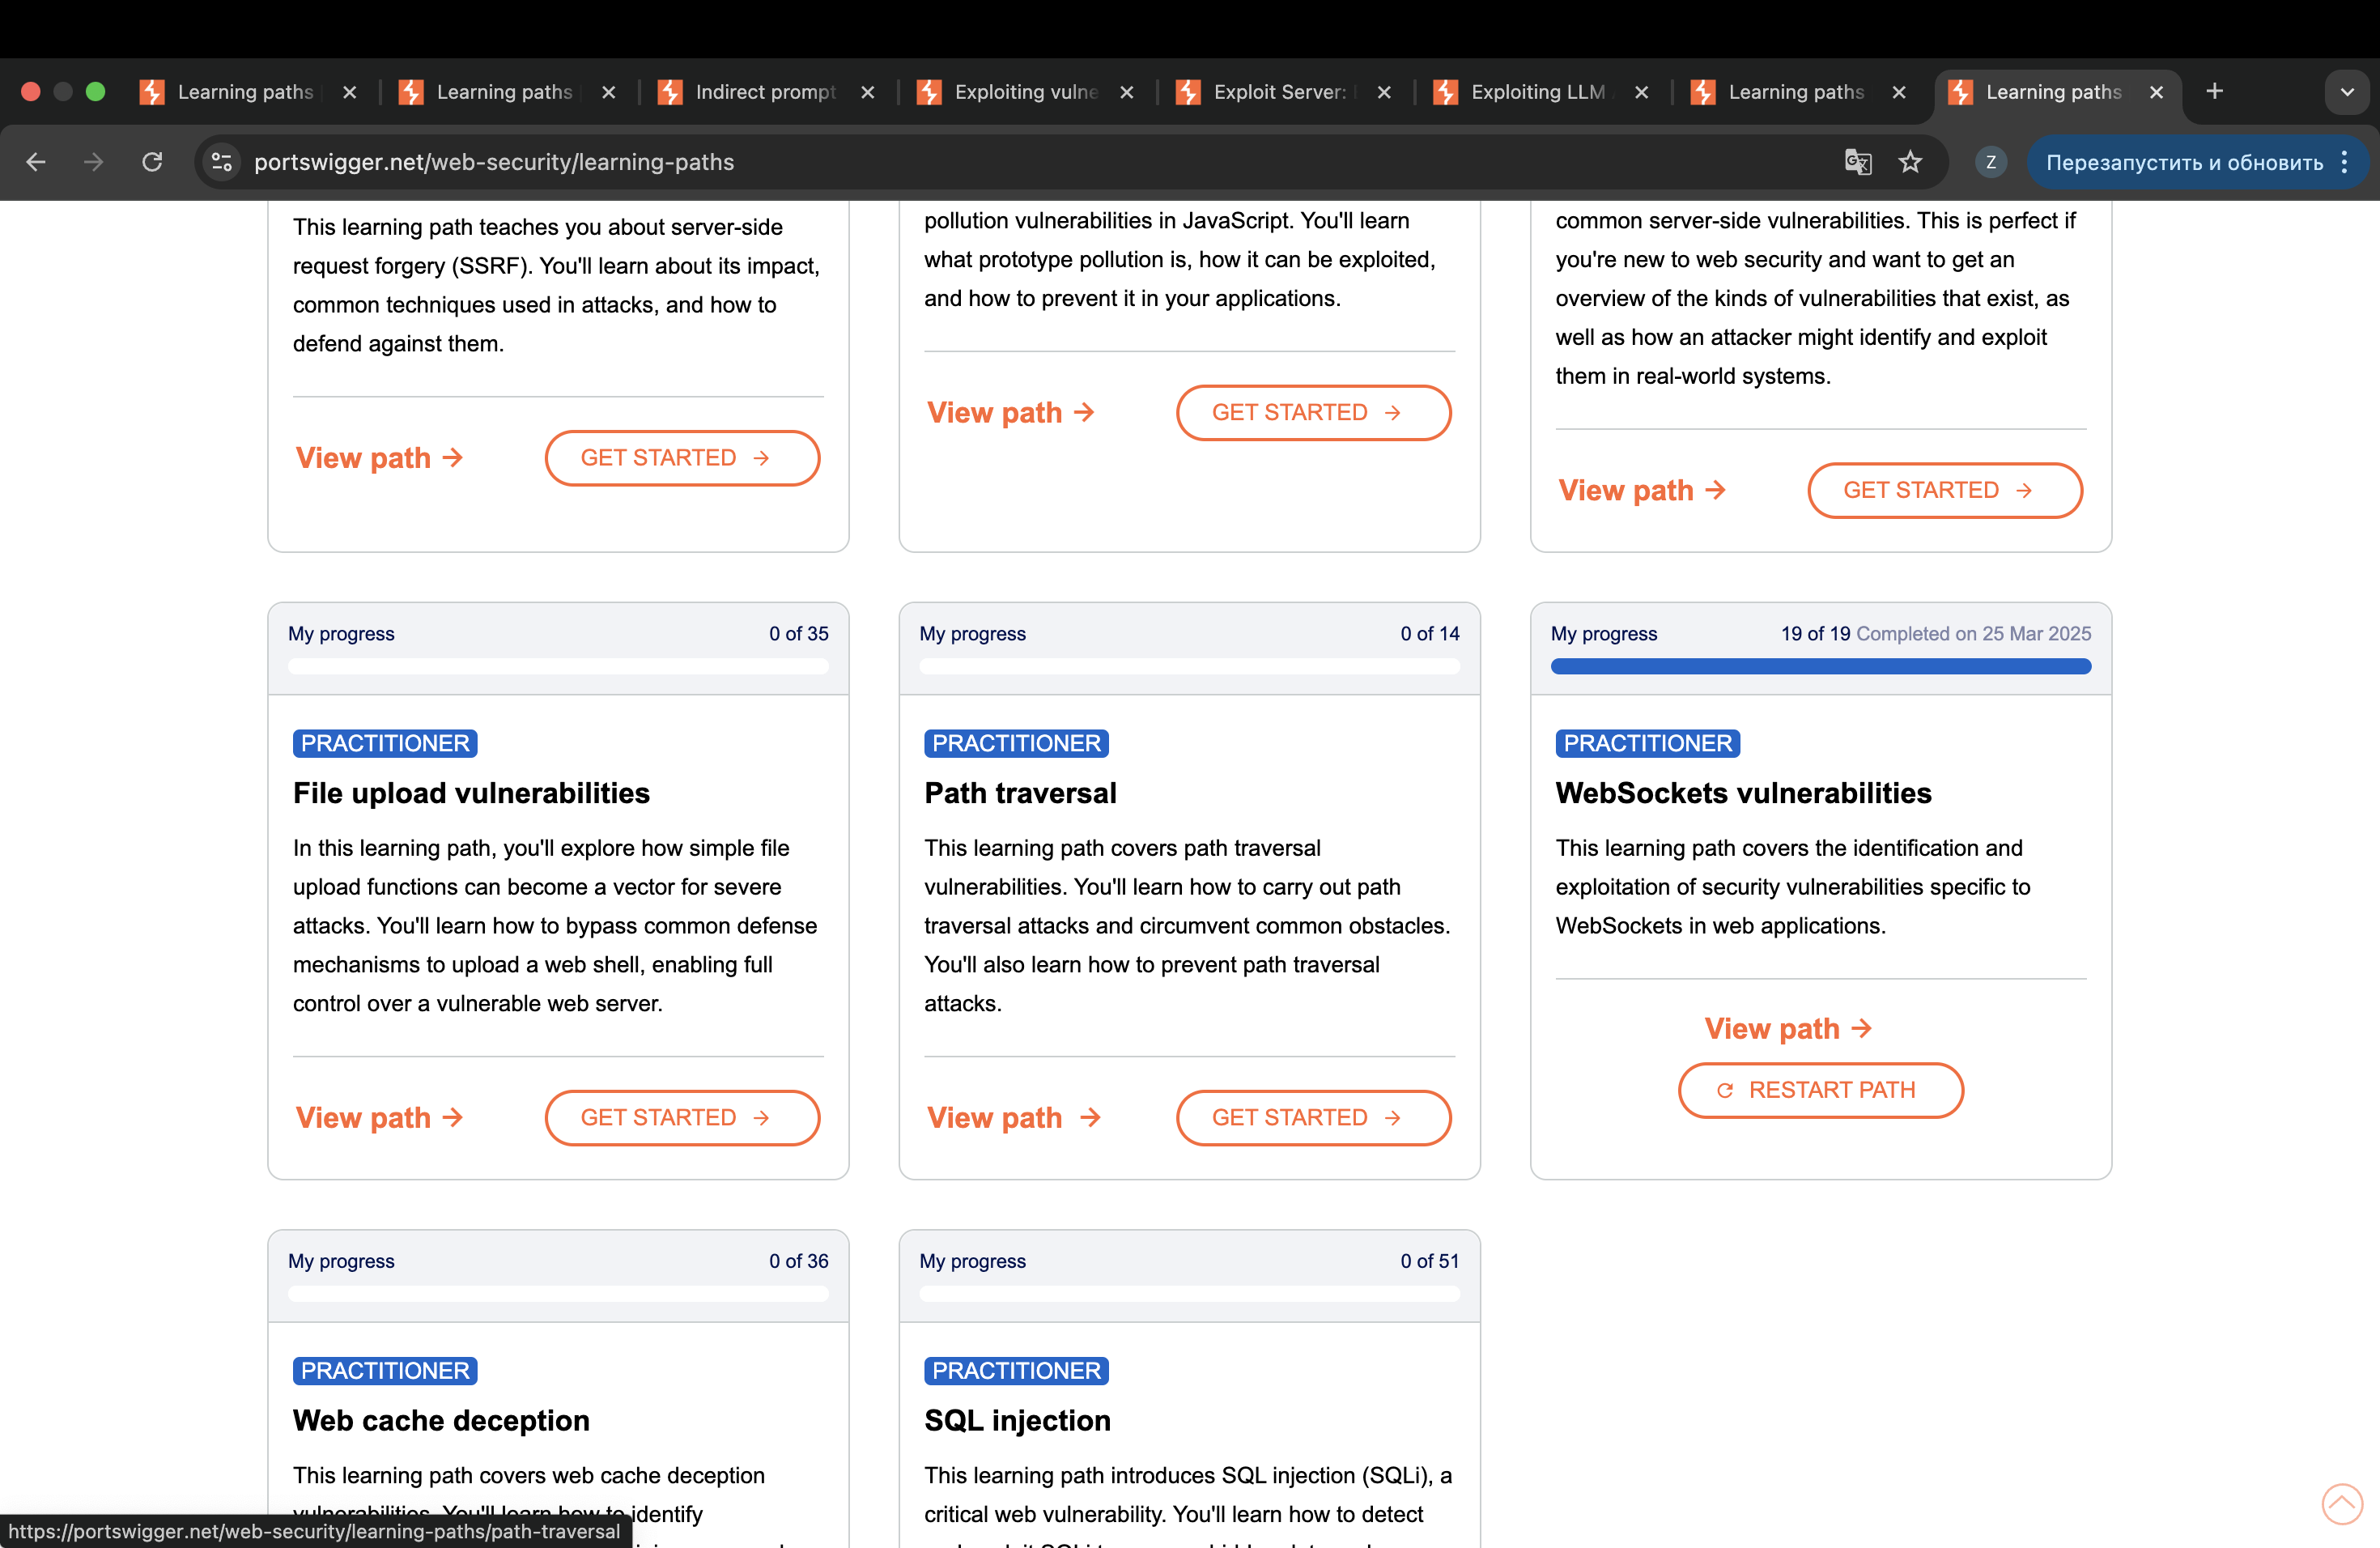 Learning paths
Learning paths
Indirect prompt
Exploiting vulne
Exploit Server:
Exploiting LLM
Learning paths
Learning paths
portswigger.net/web-security/learning-paths
Z
Перезапустить и обновить
This learning path teaches you about server-side
request forgery (SSRF). You'll learn about its impact,
common techniques used in attacks, and how to
defend against them.
View path
GET STARTED
pollution vulnerabilities in JavaScript. You'll learn
what prototype pollution is, how it can be exploited,
and how to prevent it in your applications.
View path
GET STARTED
common server-side vulnerabilities. This is perfect if
you're new to web security and want to get an
overview of the kinds of vulnerabilities that exist, as
well as how an attacker might identify and exploit
them in real-world systems.
View path
GET STARTED
My progress
0 of 35
PRACTITIONER
File upload vulnerabilities
In this learning path, you'll explore how simple file
upload functions can become a vector for severe
attacks. You'll learn how to bypass common defense
mechanisms to upload a web shell, enabling full
control over a vulnerable web server.
View path
GET STARTED
My progress
0 of 14
PRACTITIONER
Path traversal
This learning path covers path traversal
vulnerabilities. You'll learn how to carry out path
traversal attacks and circumvent common obstacles.
You'll also learn how to prevent path traversal
attacks.
View path
GET STARTED
My progress
19 of 19 Completed on 25 Mar 2025
PRACTITIONER
WebSockets vulnerabilities
This learning path covers the identification and
exploitation of security vulnerabilities specific to
WebSockets in web applications.
View path
RESTART PATH
My progress
0 of 36
PRACTITIONER
Web cache deception
This learning path covers web cache deception
vulnerabilities. You'll learn how to identify
My progress
0 of 51
PRACTITIONER
SQL injection
This learning path introduces SQL injection (SQLi), a
critical web vulnerability. You'll learn how to detect
https://portswigger.net/web-security/learning-paths/path-traversal